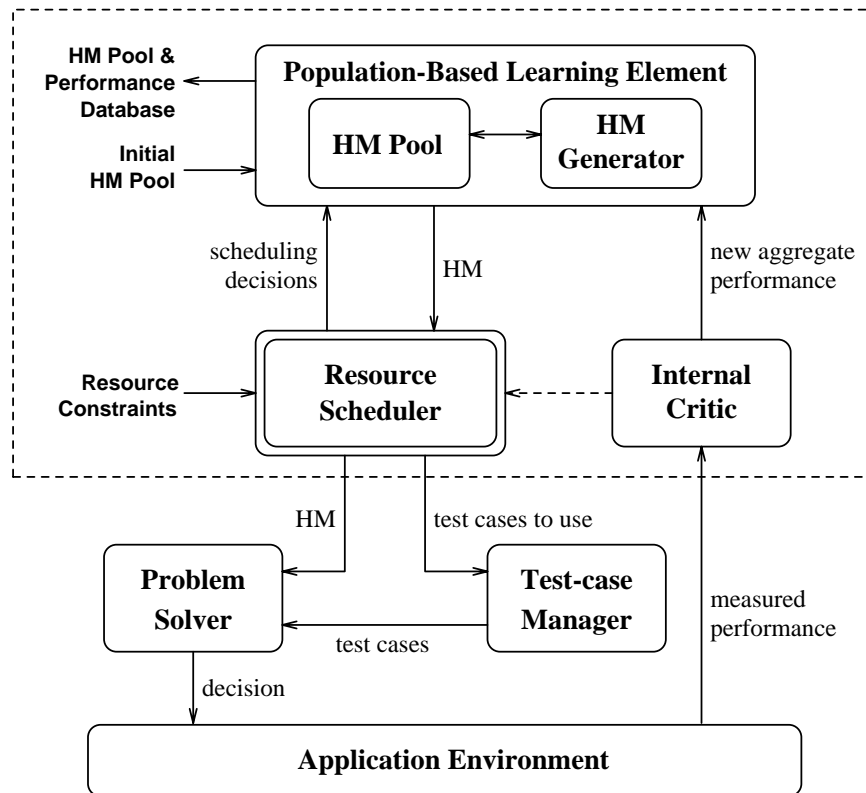 HM Pool &
Performance
Database
Population-Based Learning Element
HM Pool
HM
Generator
Initial
HM Pool
scheduling
decisions
HM
new aggregate
performance
Resource
Constraints
Resource
Scheduler
Internal
Critic
HM
test cases to use
Problem
Solver
Test-case
Manager
measured
performance
test cases
decision
Application Environment